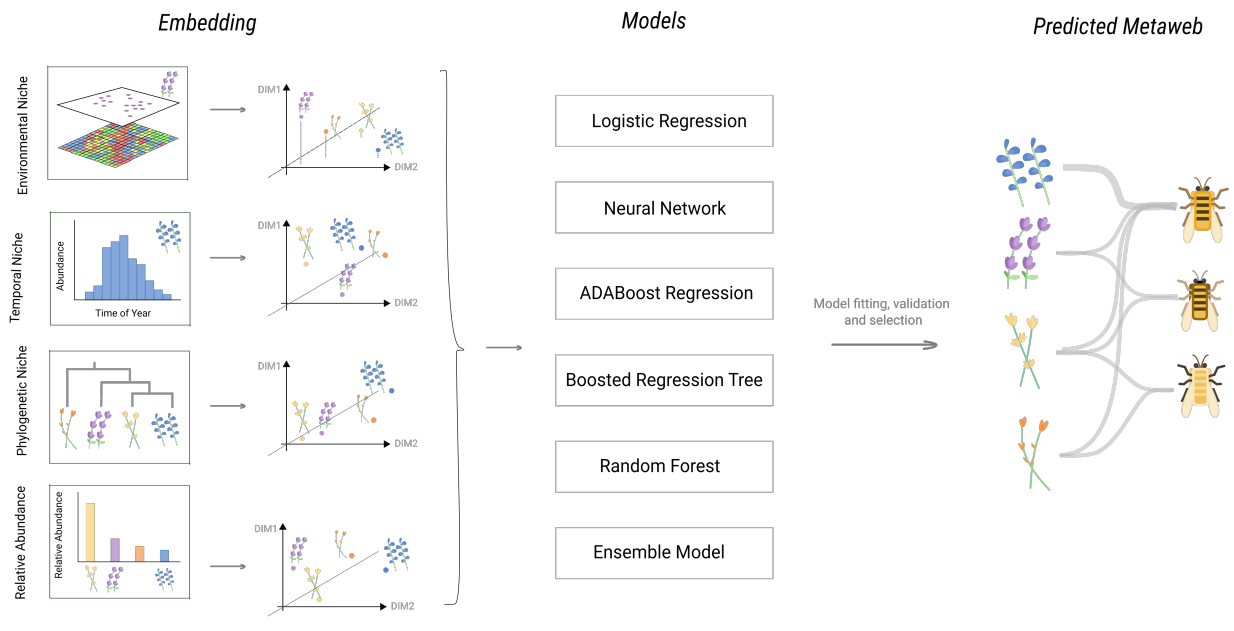 Embedding
Models
Predicted Metaweb
Environmental Niche
DIM1
DIM2
Temporal Niche
Abundance
Time of Year
DIM1
DIM2
Phylogenetic Niche
DIM1
DIM2
Relative Abundance
Relative Abundance
DIM1
DIM2
Logistic Regression
Neural Network
ADABoost Regression
Boosted Regression Tree
Random Forest
Ensemble Model
Model fitting, validation
and selection